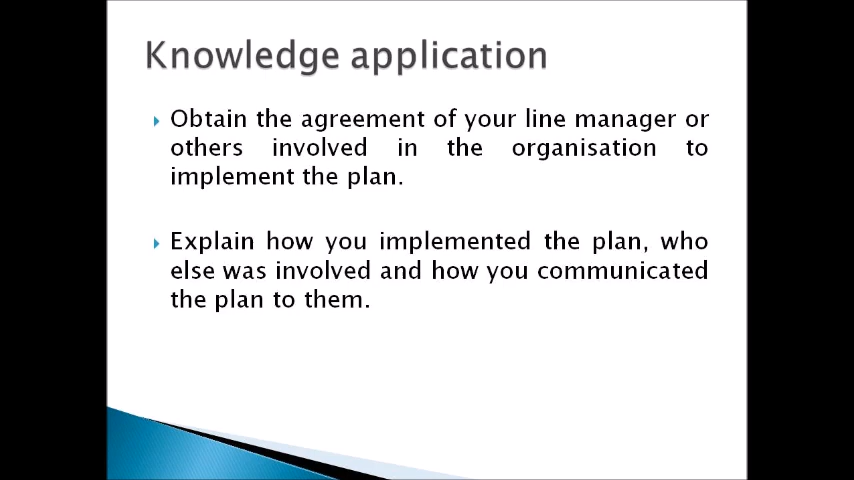 Knowledge application
Obtain the agreement of your line manager or
others involved in the organisation to
implement the plan.
Explain how you implemented the plan, who
else was involved and how you communicated
the plan to them.